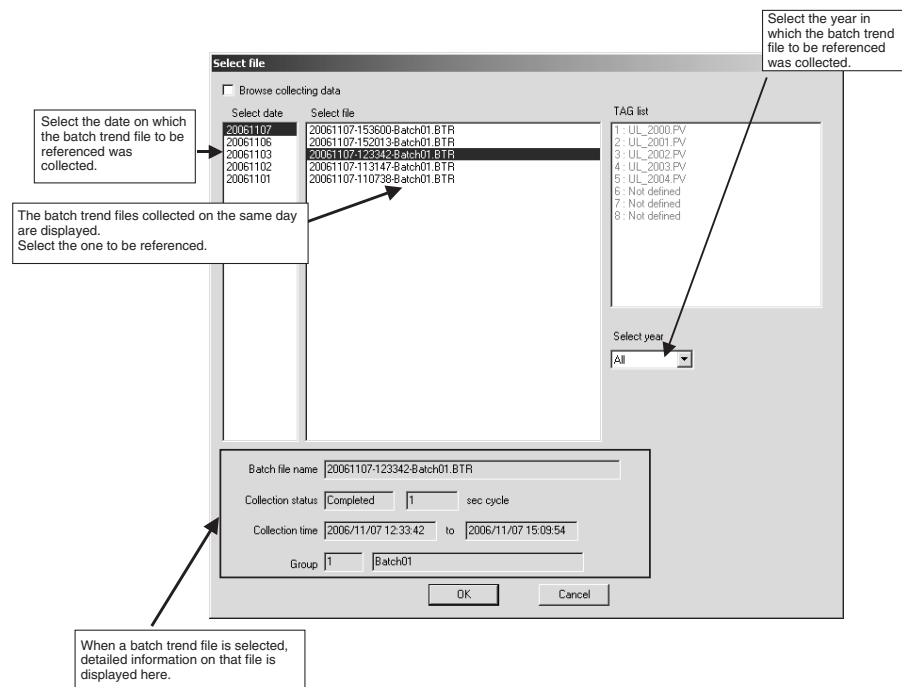 Select the year in
which the batch trend
file to be referenced
was collected.
Select file
Browse collecting data
Select date
Select file
TAG list
Select the date on which
the batch trend file to be
referenced was
collected.
20061107
20061106
20061103
20061102
20061101
20061107-153600-Batch01.BTR
20061107-152013-Batch01.BTR
20061107-123342-Batch01.BTR
20061107-113147-Batch01.BTR
20061107-110738-Batch01.BTR
1 : UL_2000.PV
2 : UL_2001.PV
3 : UL_2002.PV
4 : UL_2003.PV
5 : UL_2004.PV
6 : Not defined
7 : Not defined
8 : Not defined
The batch trend files collected on the same day
are displayed.
Select the one to be referenced.
Select year
All
Batch file name 20061107-123342-Batch01.BTR
Collection status Completed 1 sec cycle
Collection time 2006/11/07 12:33:42 to 2006/11/07 15:09:54
Group 1 Batch01
OK Cancel
When a batch trend file is selected,
detailed information on that file is
displayed here.